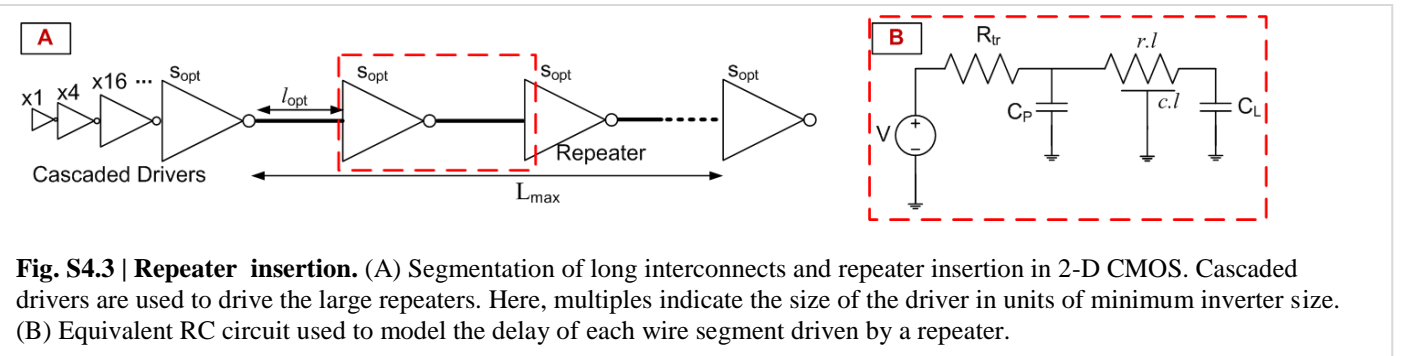 A
x1 x4 x16 ... Sopt
lopt
Sopt
Sopt
Sopt
Repeater
Cascaded Drivers
Lmax
B
Rtr
r.l
c.l
CP
CL
V
+
−
Fig. S4.3 | Repeater insertion. (A) Segmentation of long interconnects and repeater insertion in 2-D CMOS. Cascaded
drivers are used to drive the large repeaters. Here, multiples indicate the size of the driver in units of minimum inverter size.
(B) Equivalent RC circuit used to model the delay of each wire segment driven by a repeater.